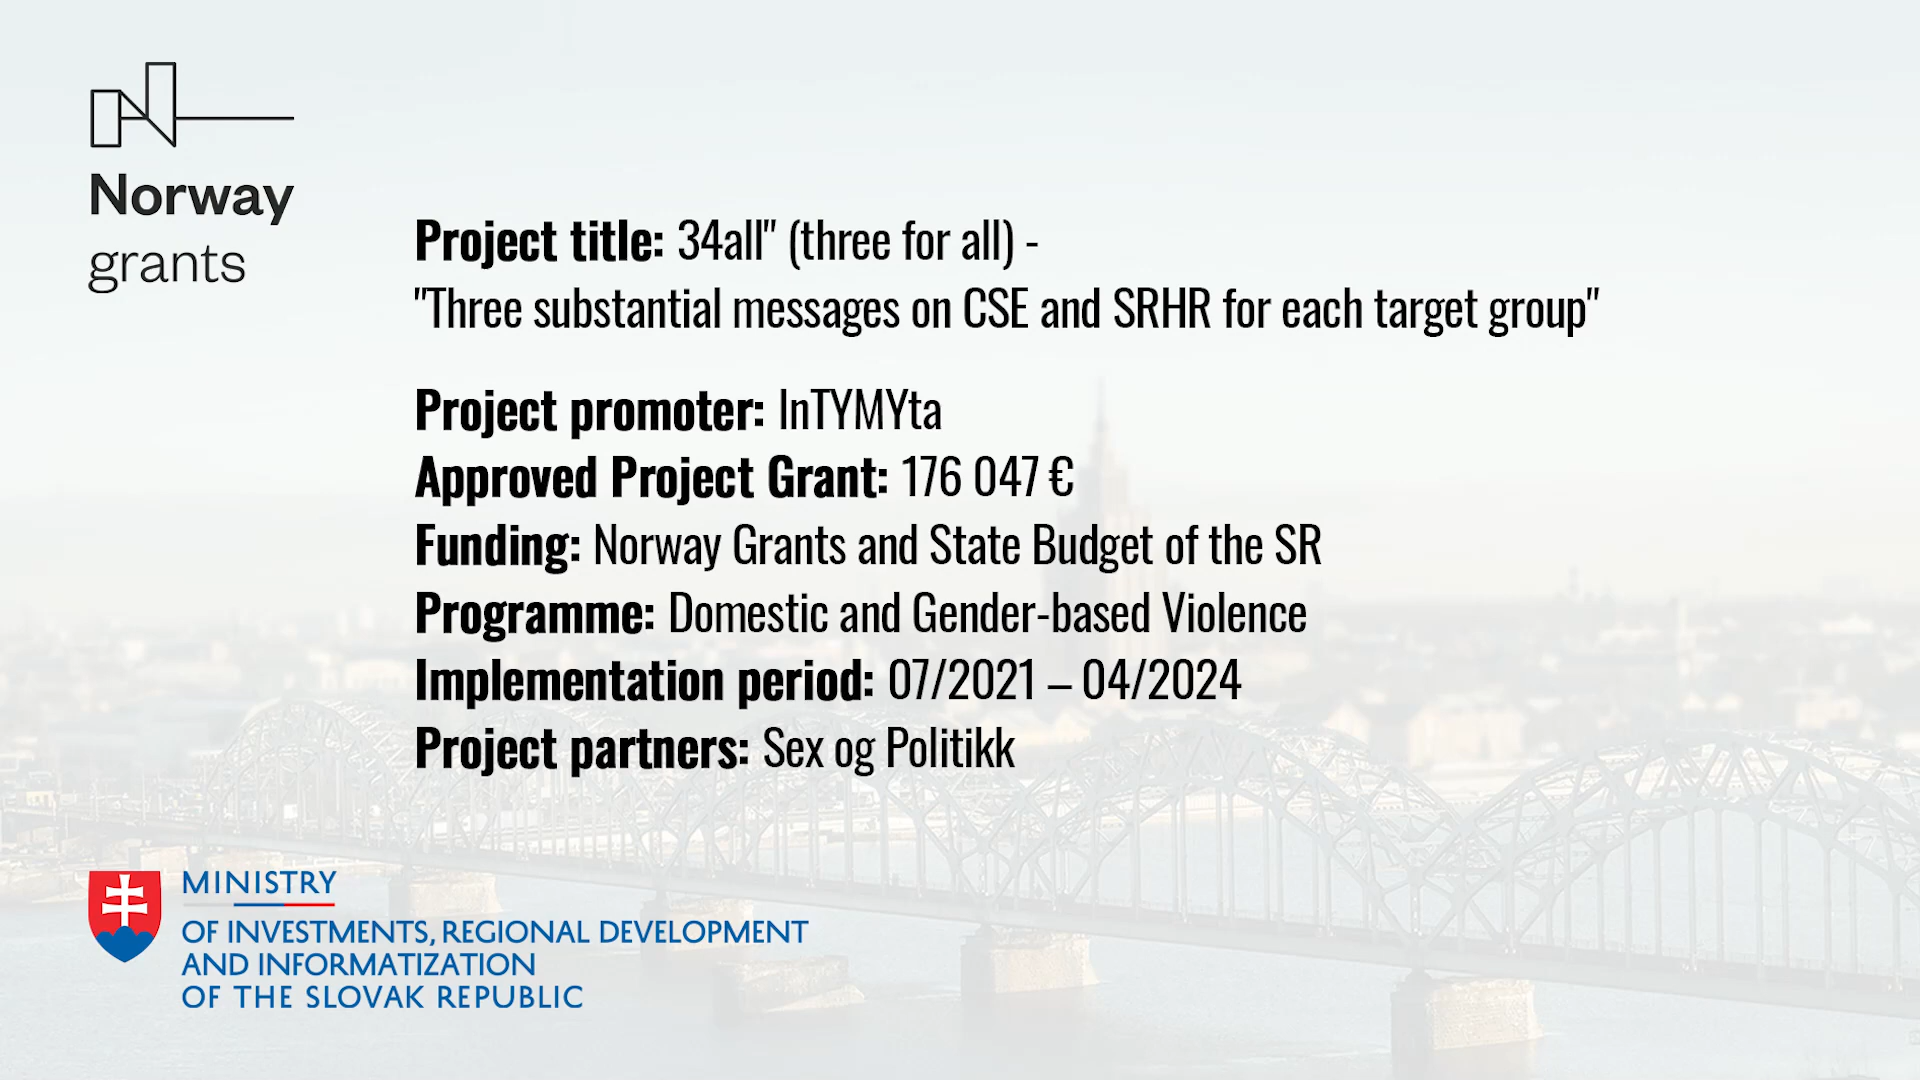 Norway
grants
Project title: 34all" (three for all) -
"Three substantial messages on CSE and SRHR for each target group"
Project promoter: InTYMYta
Approved Project Grant: 176 047 €
Funding: Norway Grants and State Budget of the SR
Programme: Domestic and Gender-based Violence
Implementation period: 07/2021 – 04/2024
Project partners: Sex og Politikk
MINISTRY
OF INVESTMENTS, REGIONAL DEVELOPMENT
AND INFORMATIZATION
OF THE SLOVAK REPUBLIC